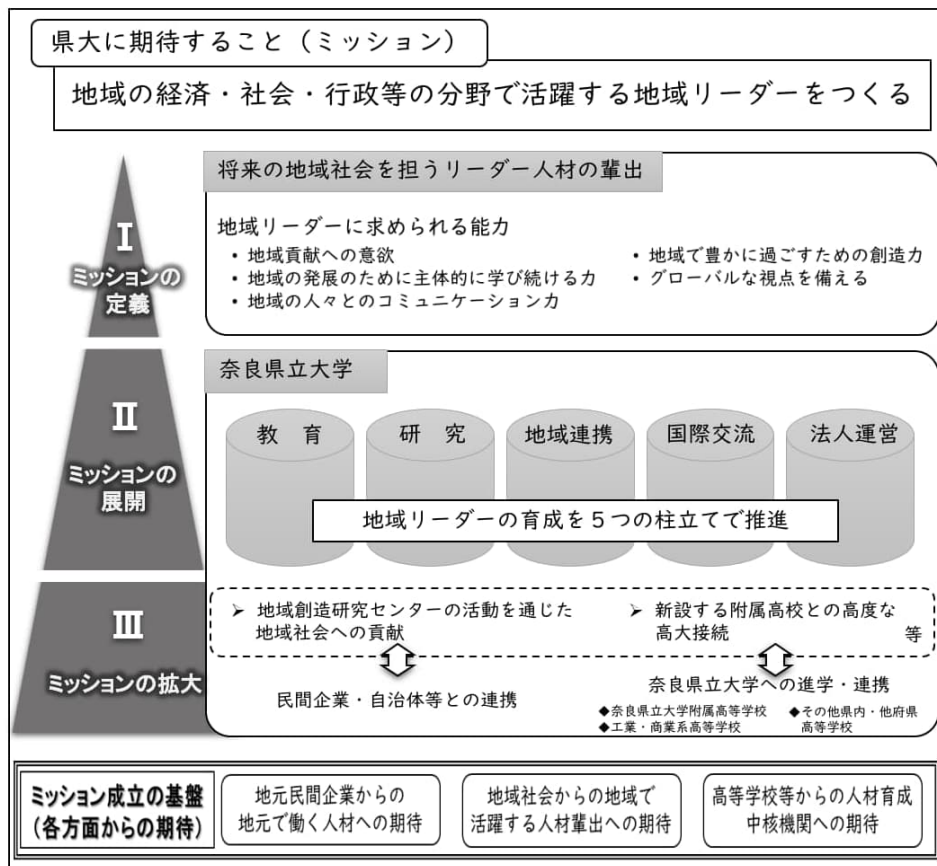 県大に期待すること（ミッション）
地域の経済・社会・行政等の分野で活躍する地域リーダーをつくる
Ⅰ
ミッションの
定義
将来の地域社会を担うリーダー人材の輩出
地域リーダーに求められる能力
• 地域貢献への意欲
• 地域の発展のために主体的に学び続ける力
• 地域の人々とのコミュニケーション力
• 地域で豊かに過ごすための創造力
• グローバルな視点を備える
Ⅱ
ミッションの
展開
奈良県立大学
教　育
研　究
地域連携
国際交流
法人運営
地域リーダーの育成を５つの柱立てで推進
Ⅲ
ミッションの拡大
➢ 地域創造研究センターの活動を通じた
地域社会への貢献
➢ 新設する附属高校との高度な
高大接続
等
民間企業・自治体等との連携
奈良県立大学への進学・連携
◆奈良県立大学附属高等学校
◆工業・商業系高等学校
◆その他県内・他府県
高等学校
ミッション成立の基盤
(各方面からの期待)
地元民間企業からの
地元で働く人材への期待
地域社会からの地域で
活躍する人材輩出への期待
高等学校等からの人材育成
中核機関への期待